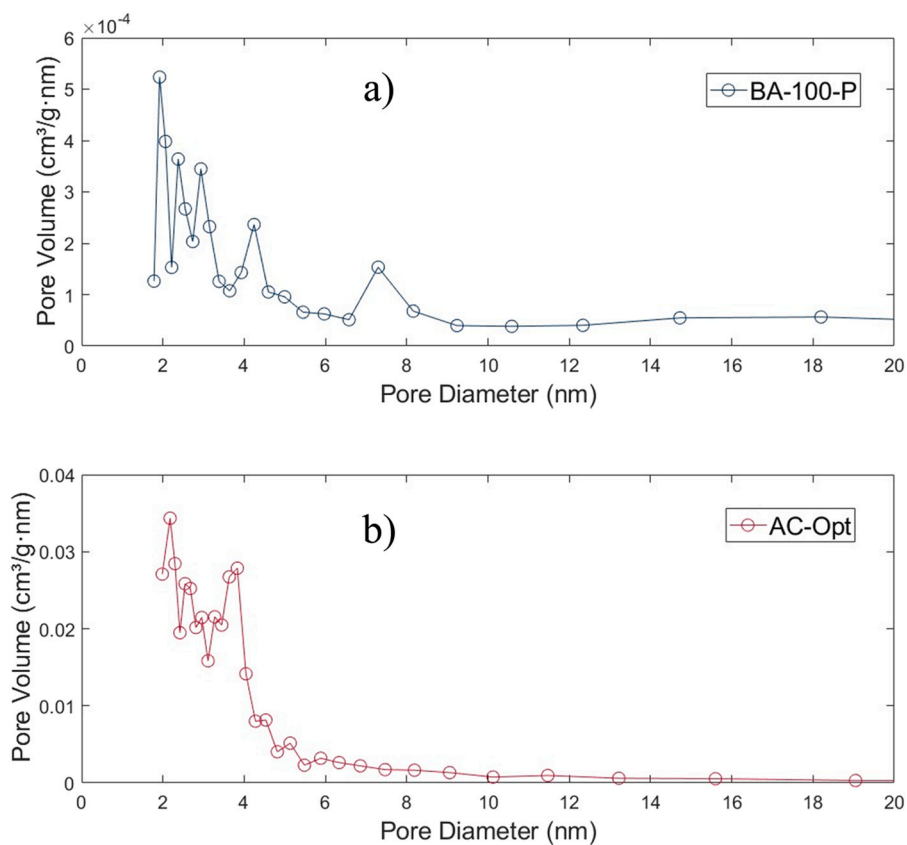 ×10⁻⁴
6
5
4
3
2
1
0
Pore Volume (cm³/g·nm)
a)
BA-100-P
0 2 4 6 8 10 12 14 16 18 20
Pore Diameter (nm)
0.04
0.03
0.02
0.01
0
Pore Volume (cm³/g·nm)
b)
AC-Opt
0 2 4 6 8 10 12 14 16 18 20
Pore Diameter (nm)